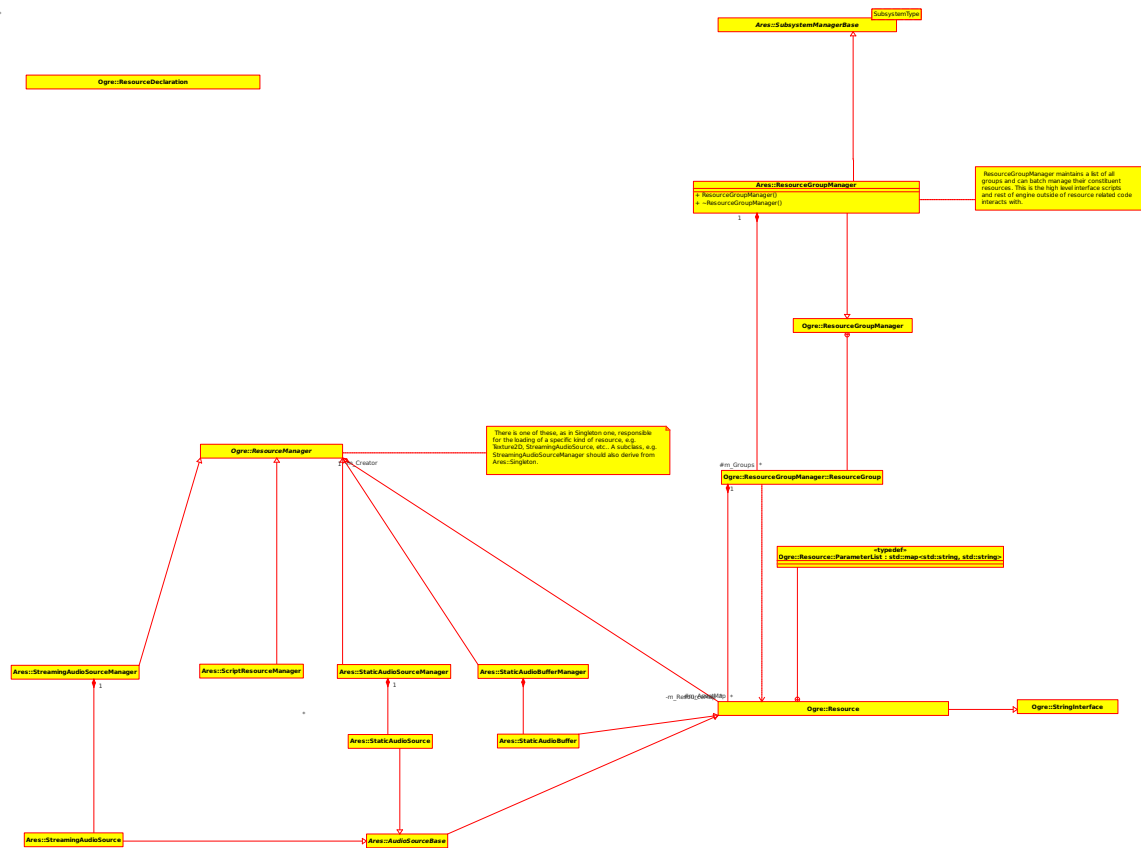 SubsystemType
Ares::SubsystemManagerBase
Ogre::ResourceDeclaration
Ares::ResourceGroupManager
+ ResourceGroupManager()
+ ~ResourceGroupManager()
ResourceGroupManager maintains a list of all
groups and can batch manage their constituent
resources. This is the high level interface scripts
and rest of engine outside of resource related code
interacts with.
1
Ogre::ResourceGroupManager
There is one of these, as in Singleton one, responsible
for the loading of a specific kind of resource, e.g.
Texture2D, StreamingAudioSource, etc.. A subclass, e.g.
StreamingAudioSourceManager should also derive from
Ares::Singleton.
Ogre::ResourceManager
#m_Groups *
Ogre::ResourceGroupManager::ResourceGroup
1
«typedef»
Ogre::Resource::ParameterList : std::map<std::string, std::string>
Ares::StreamingAudioSourceManager
Ares::ScriptResourceManager
Ares::StaticAudioSourceManager
Ares::StaticAudioBufferManager
1
1
*
*
Ogre::Resource
Ogre::StringInterface
Ares::StaticAudioSource
Ares::StaticAudioBuffer
Ares::StreamingAudioSource
Ares::AudioSourceBase